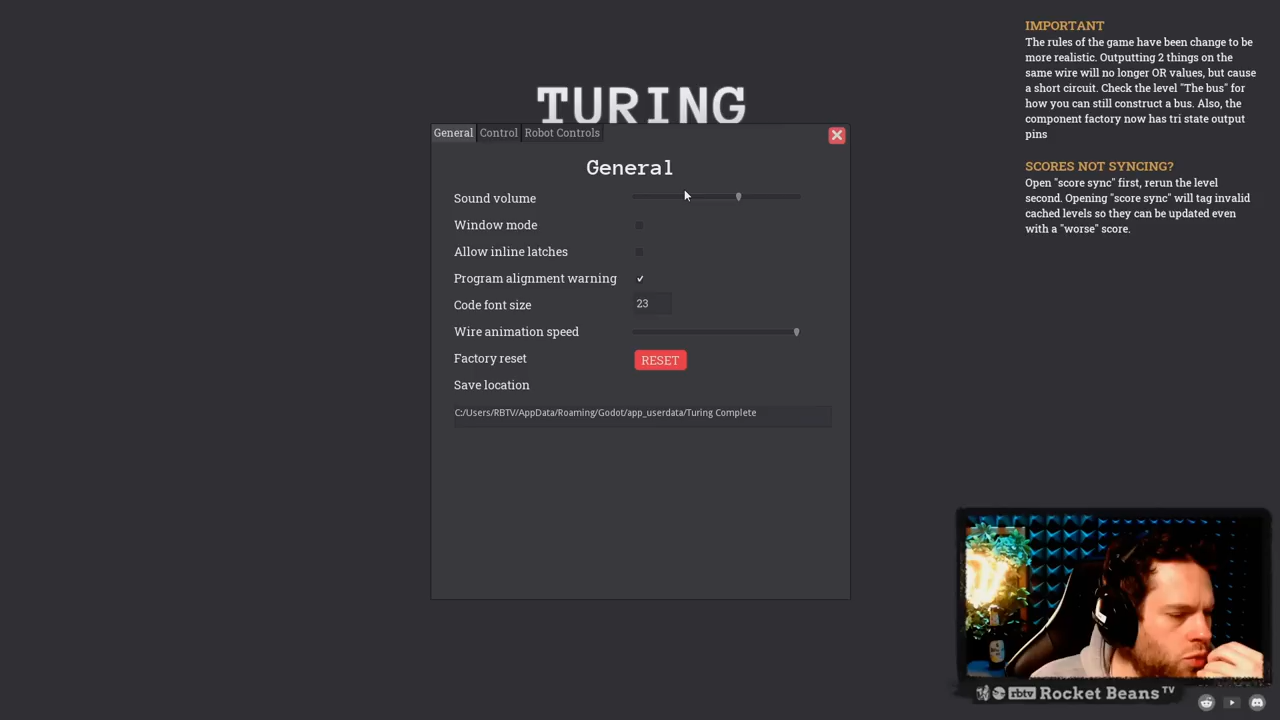 TURING
General
Control
Robot Controls
General
Sound volume
Window mode
Allow inline latches
Program alignment warning
Code font size
23
Wire animation speed
Factory reset
RESET
Save location
C:/Users/RBTV/AppData/Roaming/Godot/app_userdata/Turing Complete
IMPORTANT
The rules of the game have been change to be
more realistic. Outputting 2 things on the
same wire will no longer OR values, but cause
a short circuit. Check the level "The bus" for
how you can still construct a bus. Also, the
component factory now has tri state output
pins
SCORES NOT SYNCING?
Open "score sync" first, rerun the level
second. Opening "score sync" will tag invalid
cached levels so they can be updated even
with a "worse" score.
rbtv Rocket Beans TV